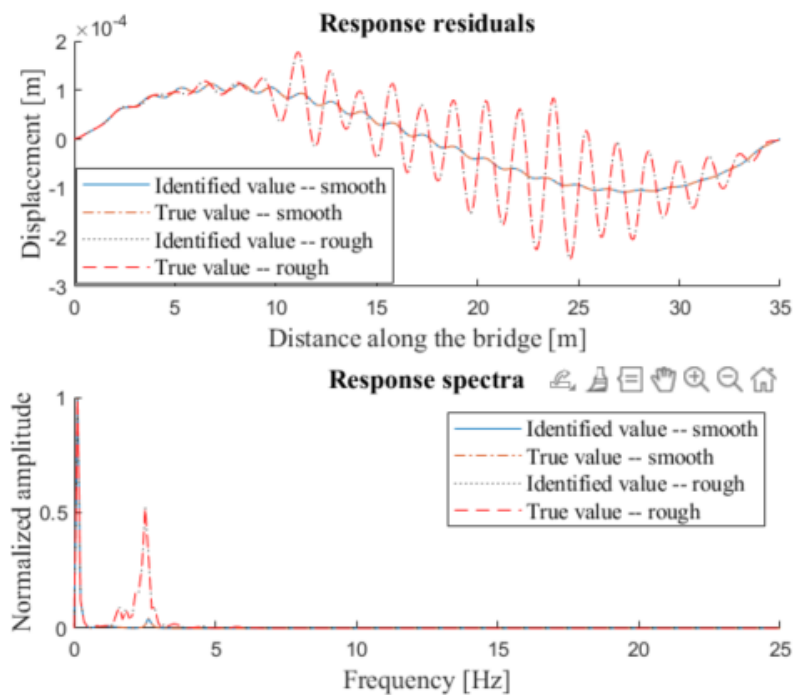 ×10⁻⁴
Response residuals
2
1
0
-1
-2
-3
Displacement [m]
Identified value -- smooth
True value -- smooth
Identified value -- rough
True value -- rough
0 5 10 15 20 25 30 35
Distance along the bridge [m]
Response spectra
1
0.5
0
Normalized amplitude
Identified value -- smooth
True value -- smooth
Identified value -- rough
True value -- rough
0 5 10 15 20 25
Frequency [Hz]